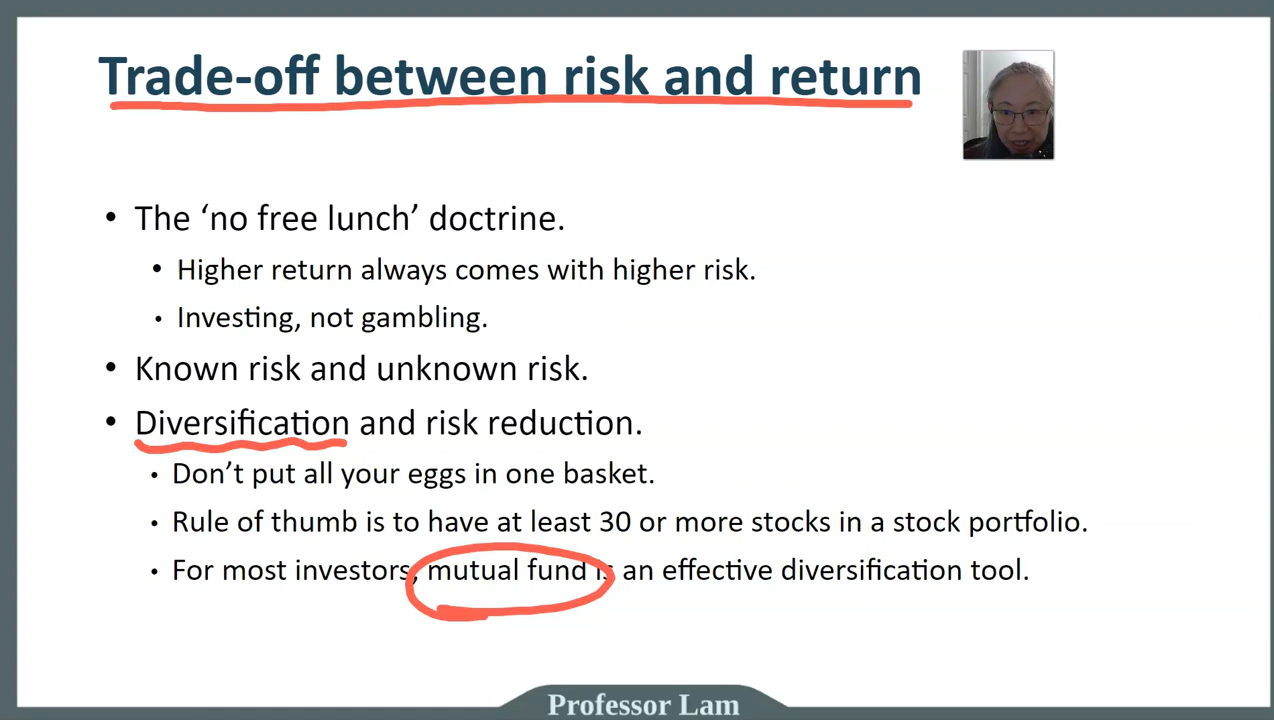 Trade-off between risk and return
• The ‘no free lunch’ doctrine.
• Higher return always comes with higher risk.
• Investing, not gambling.
• Known risk and unknown risk.
• Diversification and risk reduction.
• Don’t put all your eggs in one basket.
• Rule of thumb is to have at least 30 or more stocks in a stock portfolio.
• For most investors, mutual fund is an effective diversification tool.
Professor Lam